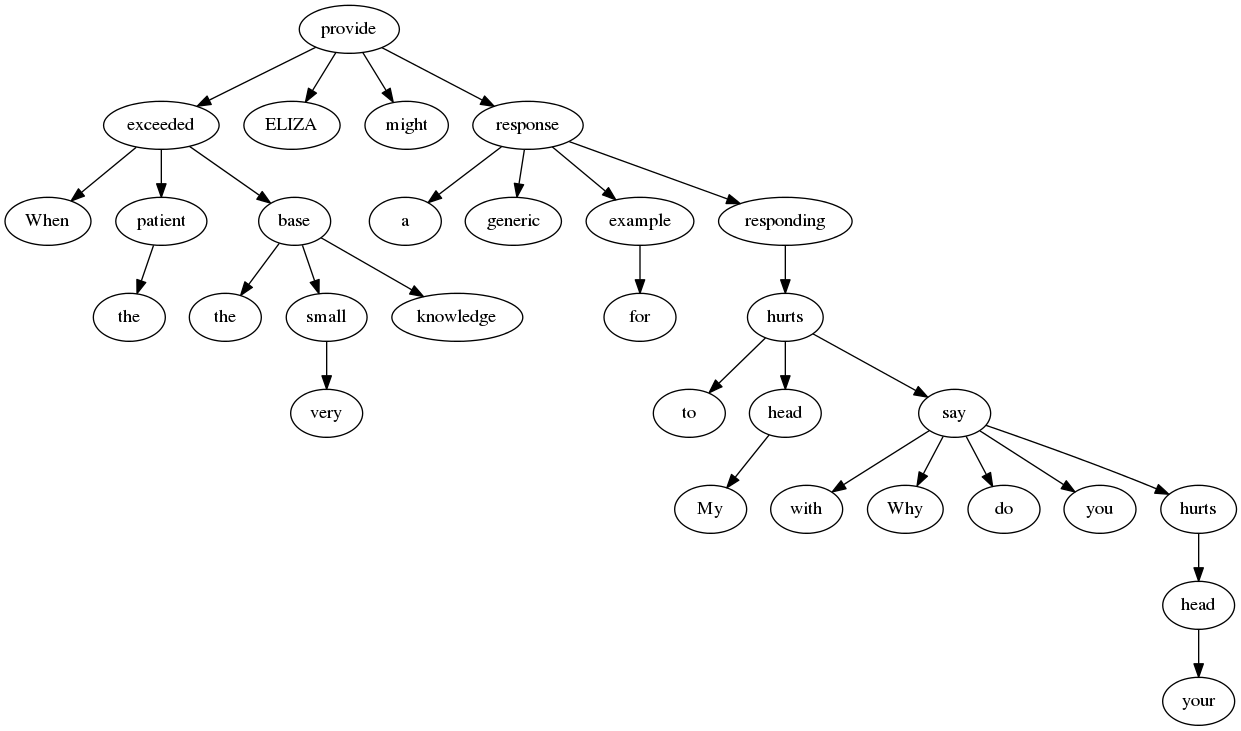 provide
exceeded ELIZA might response
When patient base a generic example responding
the the small knowledge for hurts
very to head say
My with Why do you hurts
head
your